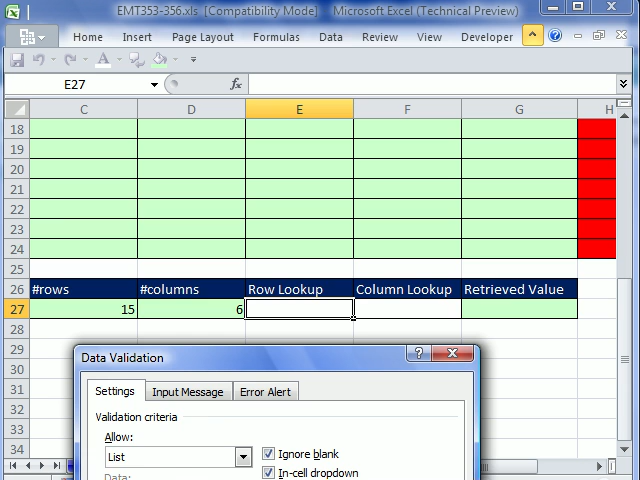 EMT353-356.xls [Compatibility Mode] | Microsoft Excel (Technical Preview)
Home Page Layout Formulas Data Review View Developer
E27 fx
C D E F G H
18
19
20
21
22
23
24
25
26 #rows #columns Row Lookup Column Lookup Retrieved Value
27 15 6
28
29
30
31
32
33
34
Data Validation
Settings Input Message Error Alert
Validation criteria
Allow:
List Ignore blank
Data: In-cell dropdown